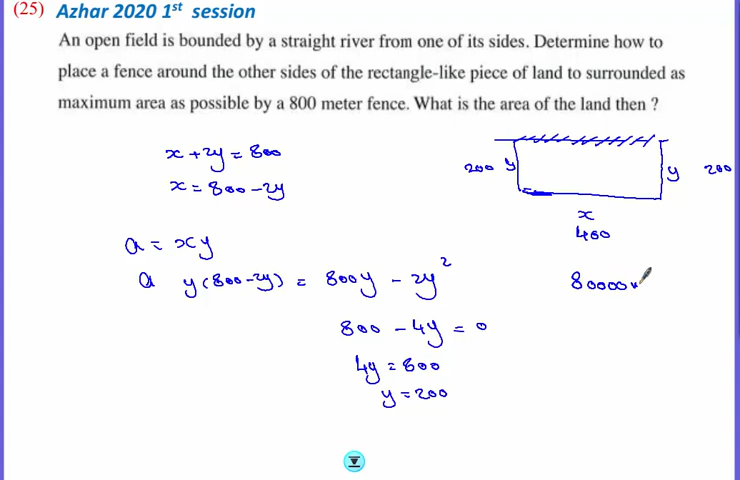 (25) Azhar 2020 1st session
An open field is bounded by a straight river from one of its sides. Determine how to
place a fence around the other sides of the rectangle-like piece of land to surrounded as
maximum area as possible by a 800 meter fence. What is the area of the land then ?
x + 2y = 800
x = 800 - 2y
200 y
y 200
x
400
a = xy
a y(800 - 2y) = 800y - 2y²
80000
800 - 4y = 0
4y = 800
y = 200